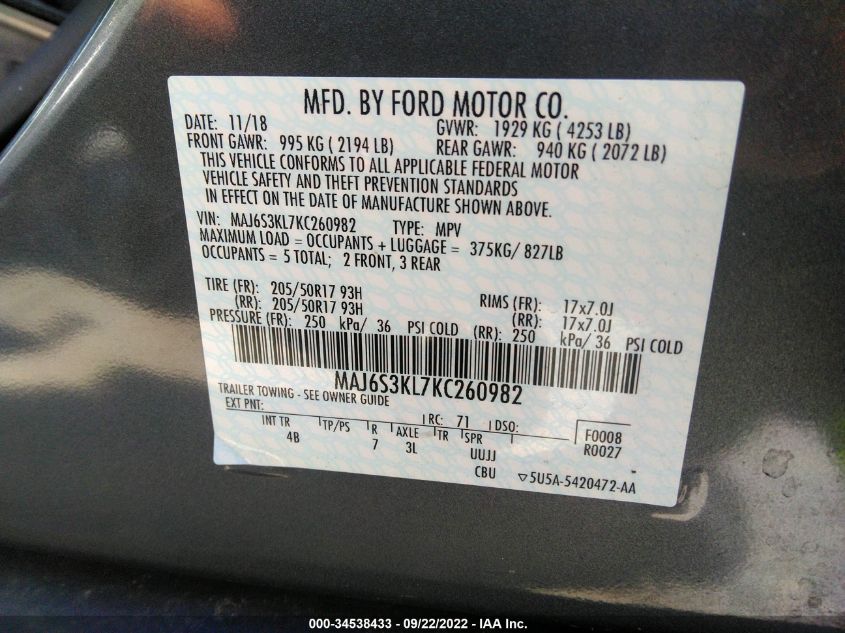 MFD. BY FORD MOTOR CO.
DATE: 11/18 GVWR: 1929 KG ( 4253 LB)
FRONT GAWR: 995 KG ( 2194 LB) REAR GAWR: 940 KG ( 2072 LB)
THIS VEHICLE CONFORMS TO ALL APPLICABLE FEDERAL MOTOR
VEHICLE SAFETY AND THEFT PREVENTION STANDARDS
IN EFFECT ON THE DATE OF MANUFACTURE SHOWN ABOVE.
VIN: MAJ6S3KL7KC260982 TYPE: MPV
MAXIMUM LOAD = OCCUPANTS + LUGGAGE = 375KG/ 827LB
OCCUPANTS = 5 TOTAL; 2 FRONT, 3 REAR
TIRE (FR): 205/50R17 93H RIMS (FR): 17x7.0J
(RR): 205/50R17 93H (RR): 17x7.0J
PRESSURE (FR): 250 kPa/ 36 PSI COLD (RR): 250 kPa/ 36 PSI COLD
MAJ6S3KL7KC260982
TRAILER TOWING - SEE OWNER GUIDE
EXT PNT: RC: 71 DSO: F0008
INT TR TP/PS R AXLE TR SPR R0027
4B 7 3L UUJJ
CBU ▽5U5A-5420472-AA
000-34538433 - 09/22/2022 - IAA Inc.